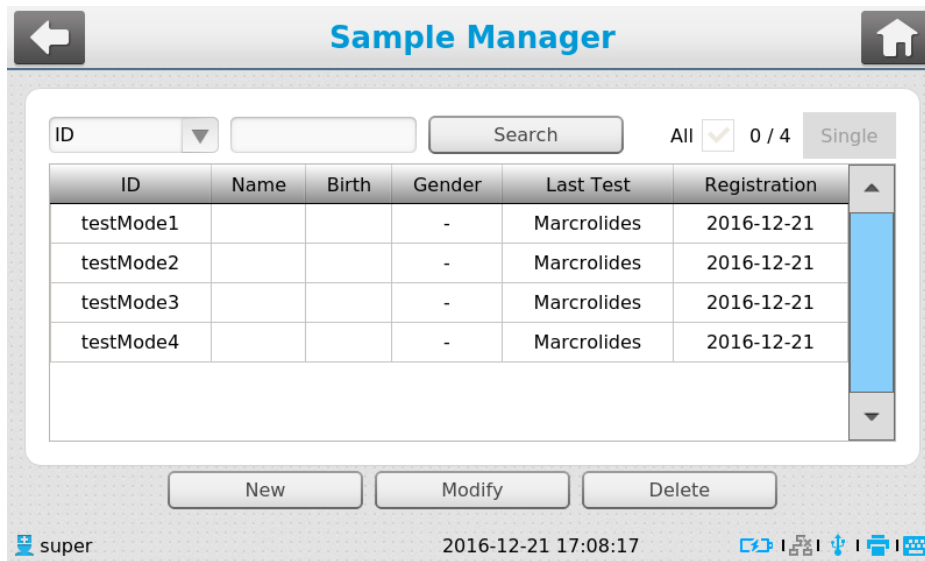 Sample Manager
ID Search All 0 / 4 Single
ID Name Birth Gender Last Test Registration
testMode1 - Marcrolides 2016-12-21
testMode2 - Marcrolides 2016-12-21
testMode3 - Marcrolides 2016-12-21
testMode4 - Marcrolides 2016-12-21
New Modify Delete
super 2016-12-21 17:08:17